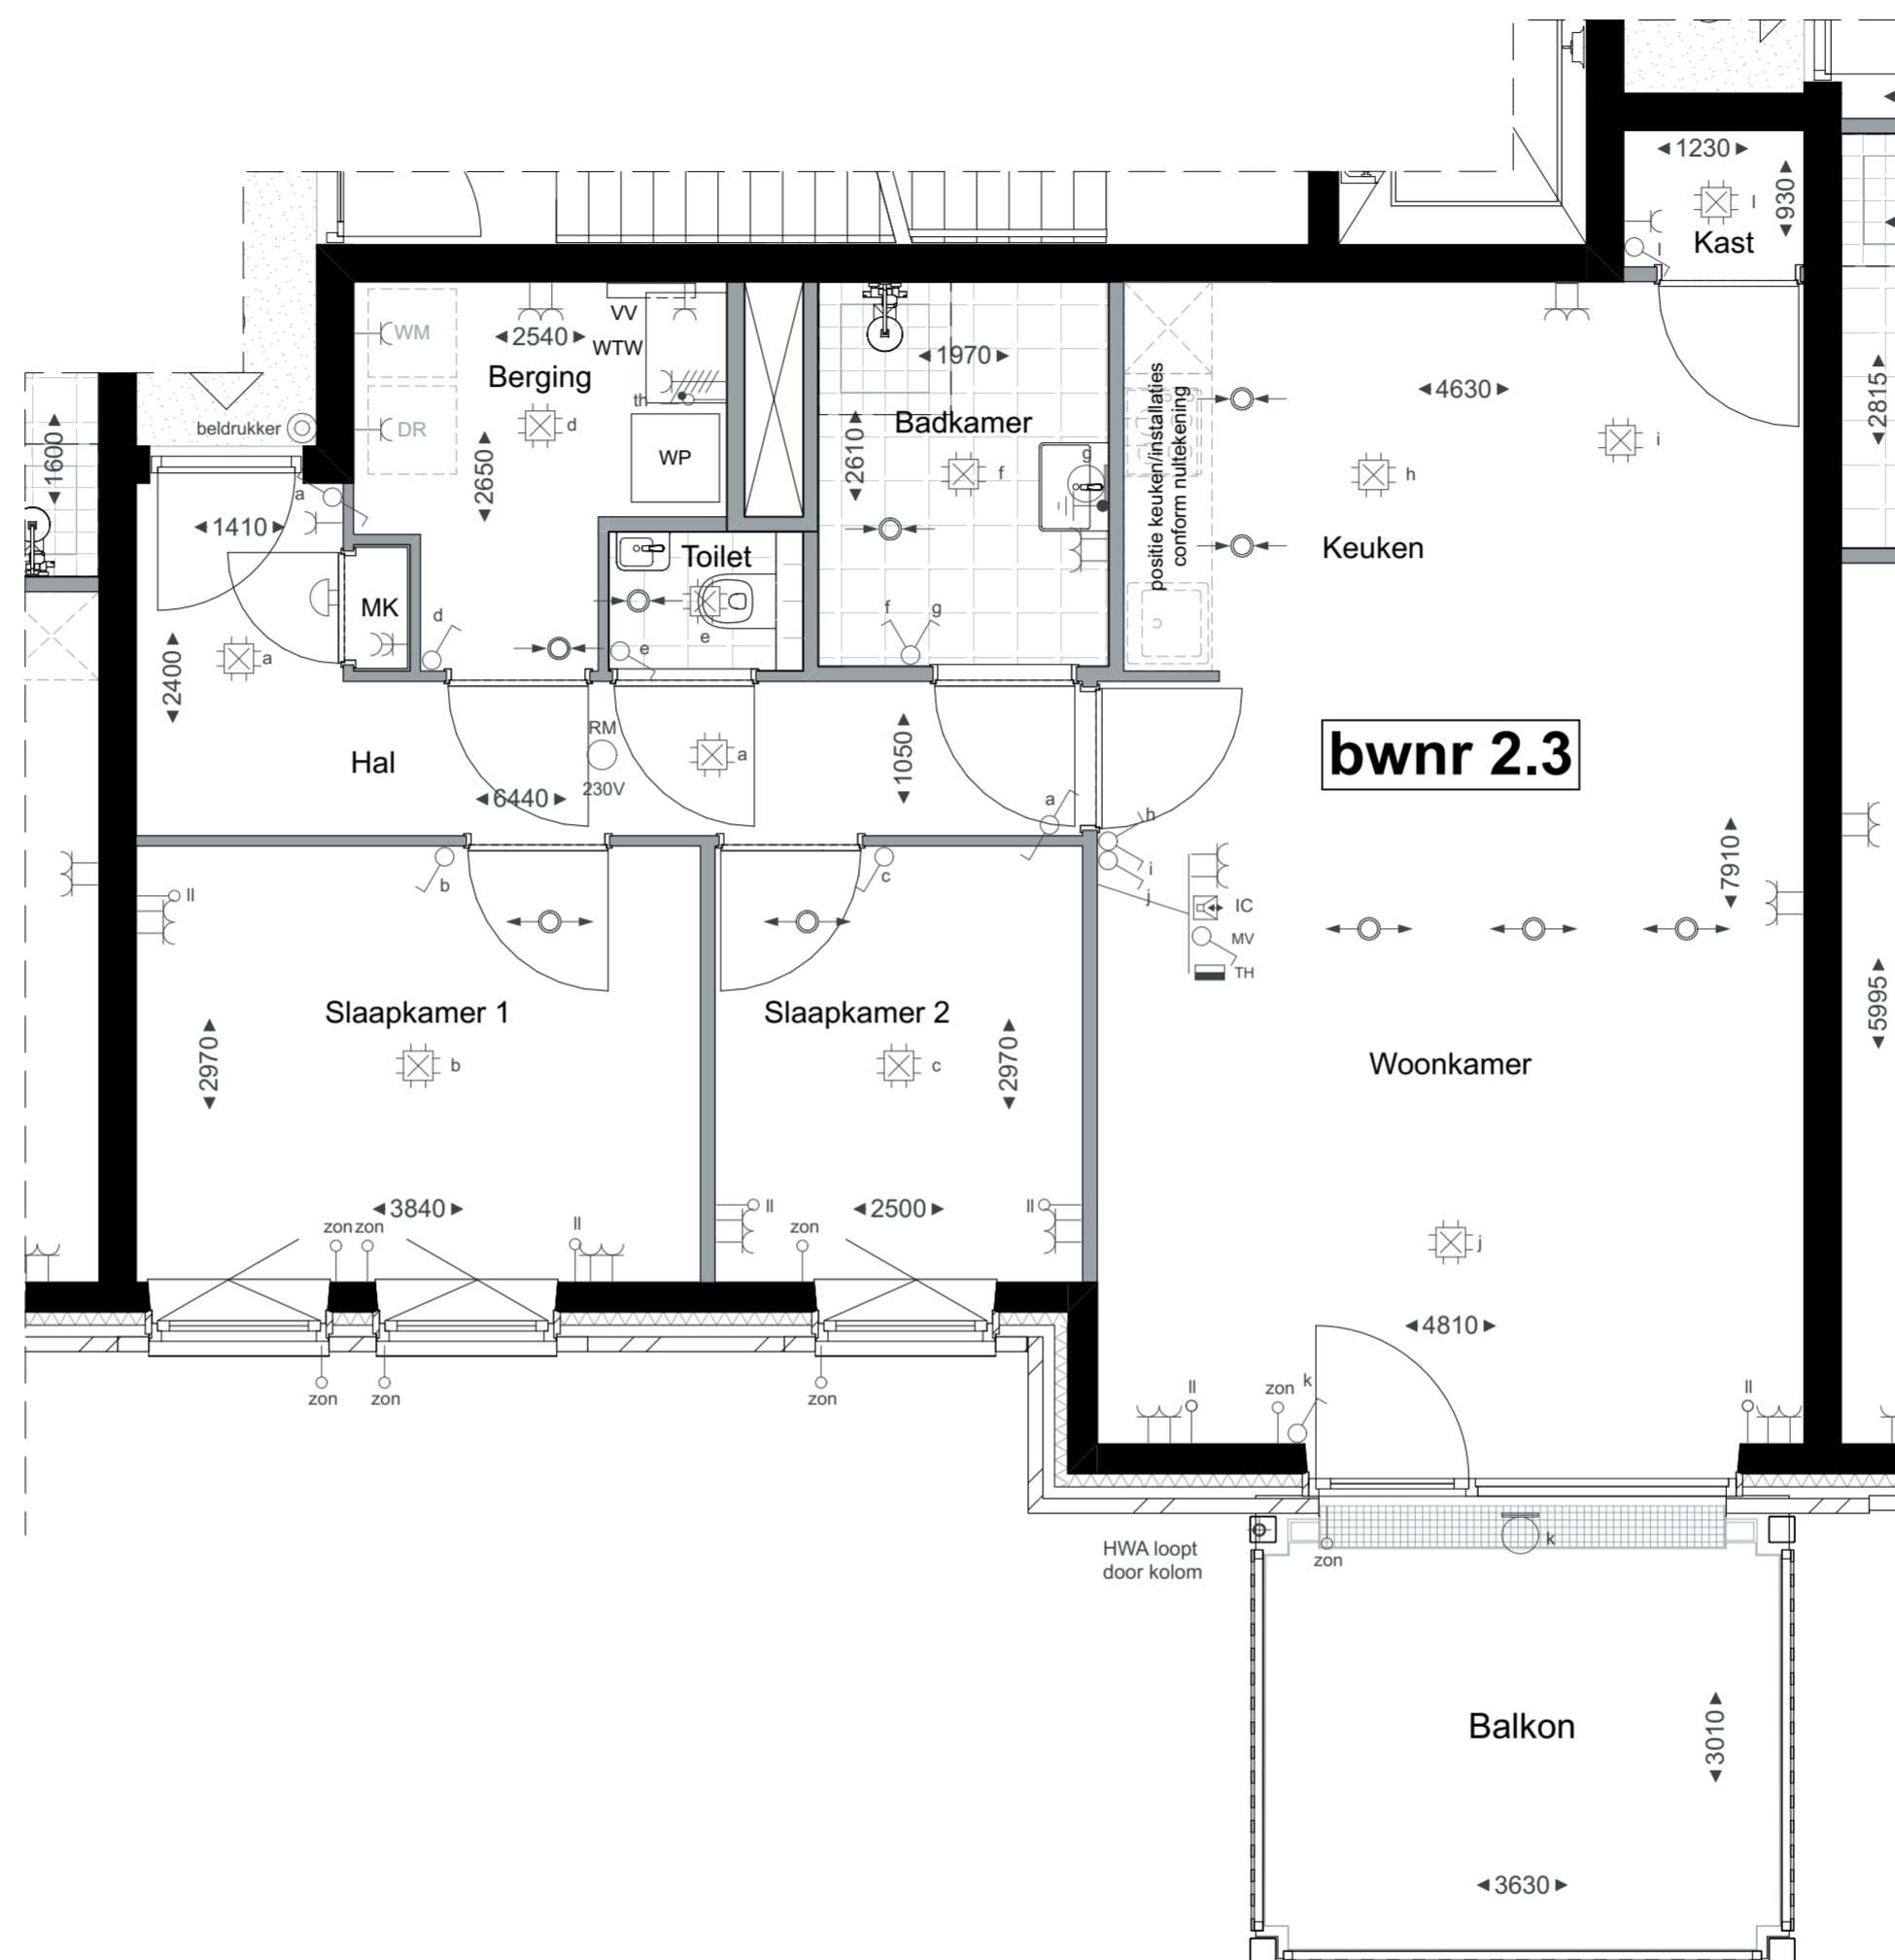 1230
930
l
l
Kast
VV
WM
2540
WTW
Berging
th
d
DR
WP
2650
1970
Badkamer
2610
f
g
positie keuken/installaties
conform nultekening
4630
i
h
Keuken
2815
1600
beldrukker
a
1410
MK
d
Toilet
e
e
f
g
2400
a
Hal
RM
230V
a
6440
1050
a
bwnr 2.3
h
i
j
IC
MV
TH
7910
5995
ll
b
c
Slaapkamer 1
Slaapkamer 2
2970
b
c
2970
Woonkamer
3840
zon
zon
ll
ll
zon
2500
ll
j
4810
zon
zon
zon
ll
zon
k
ll
HWA loopt
door kolom
zon
k
Balkon
3010
3630